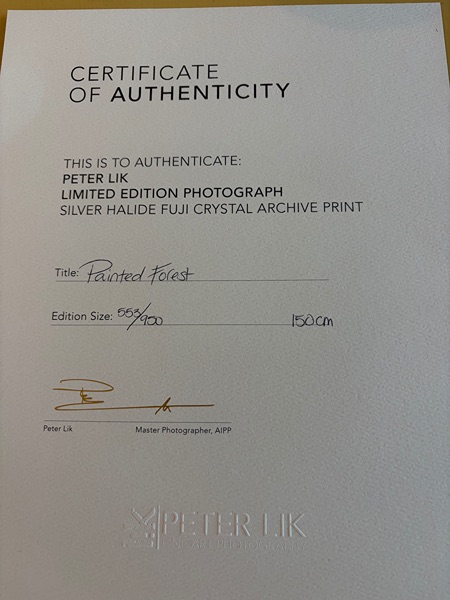 CERTIFICATE
OF AUTHENTICITY
THIS IS TO AUTHENTICATE:
PETER LIK
LIMITED EDITION PHOTOGRAPH
SILVER HALIDE FUJI CRYSTAL ARCHIVE PRINT
Title: Painted Forest
Edition Size: 553/950 150cm
Peter Lik Master Photographer, AIPP
PETER LIK